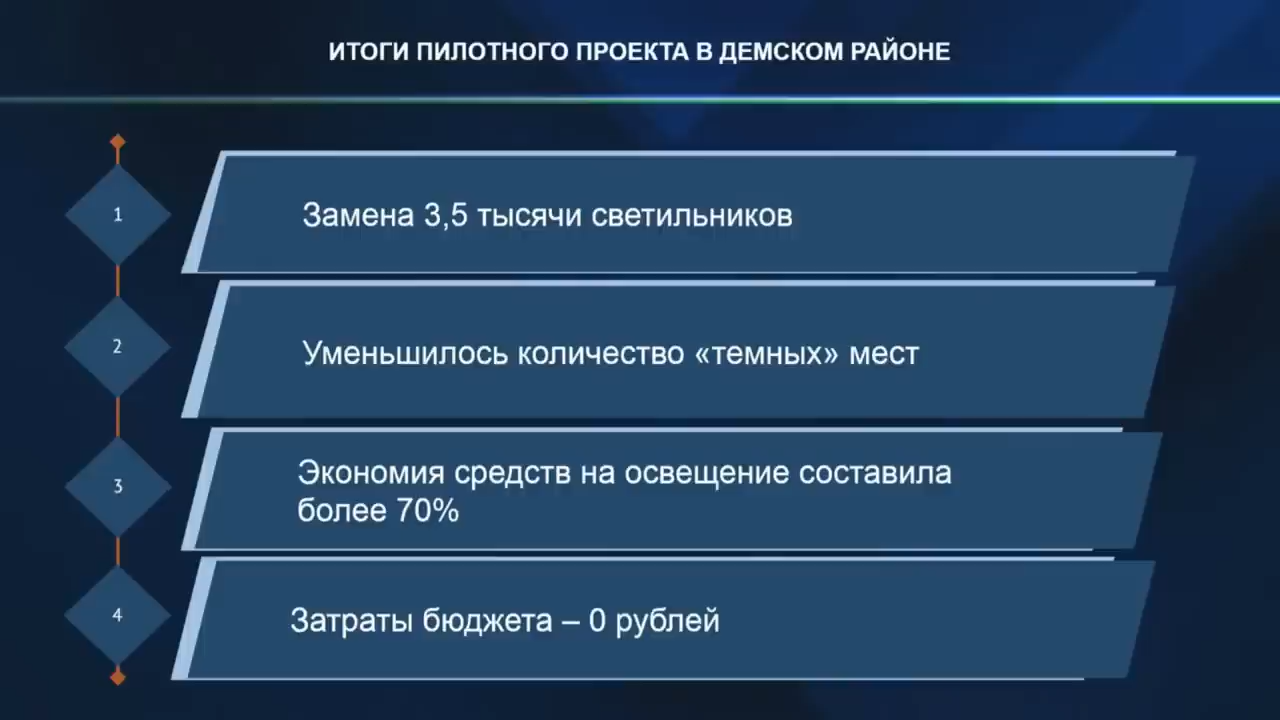 ИТОГИ ПИЛОТНОГО ПРОЕКТА В ДЕМСКОМ РАЙОНЕ
1
Замена 3,5 тысячи светильников
2
Уменьшилось количество «темных» мест
3
Экономия средств на освещение составила
более 70%
4
Затраты бюджета – 0 рублей